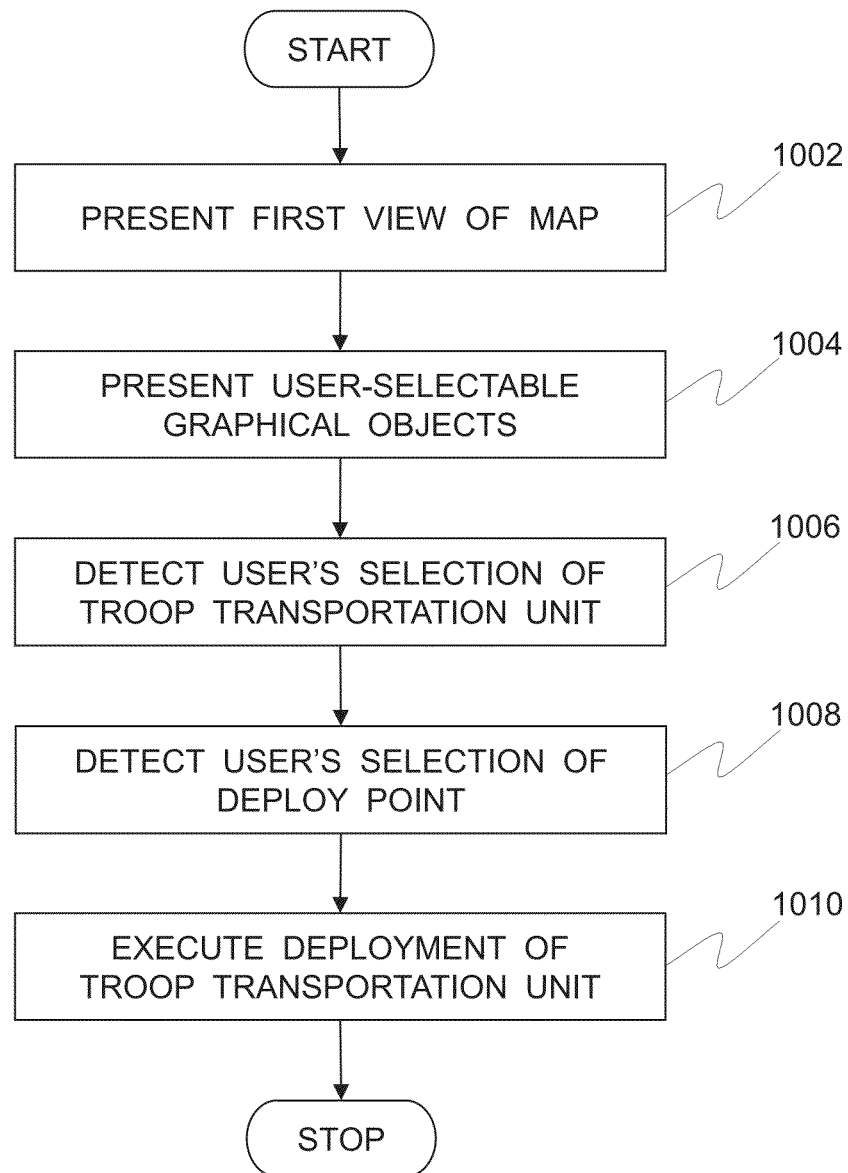 START
1002
PRESENT FIRST VIEW OF MAP
1004
PRESENT USER-SELECTABLE
GRAPHICAL OBJECTS
1006
DETECT USER'S SELECTION OF
TROOP TRANSPORTATION UNIT
1008
DETECT USER'S SELECTION OF
DEPLOY POINT
1010
EXECUTE DEPLOYMENT OF
TROOP TRANSPORTATION UNIT
STOP